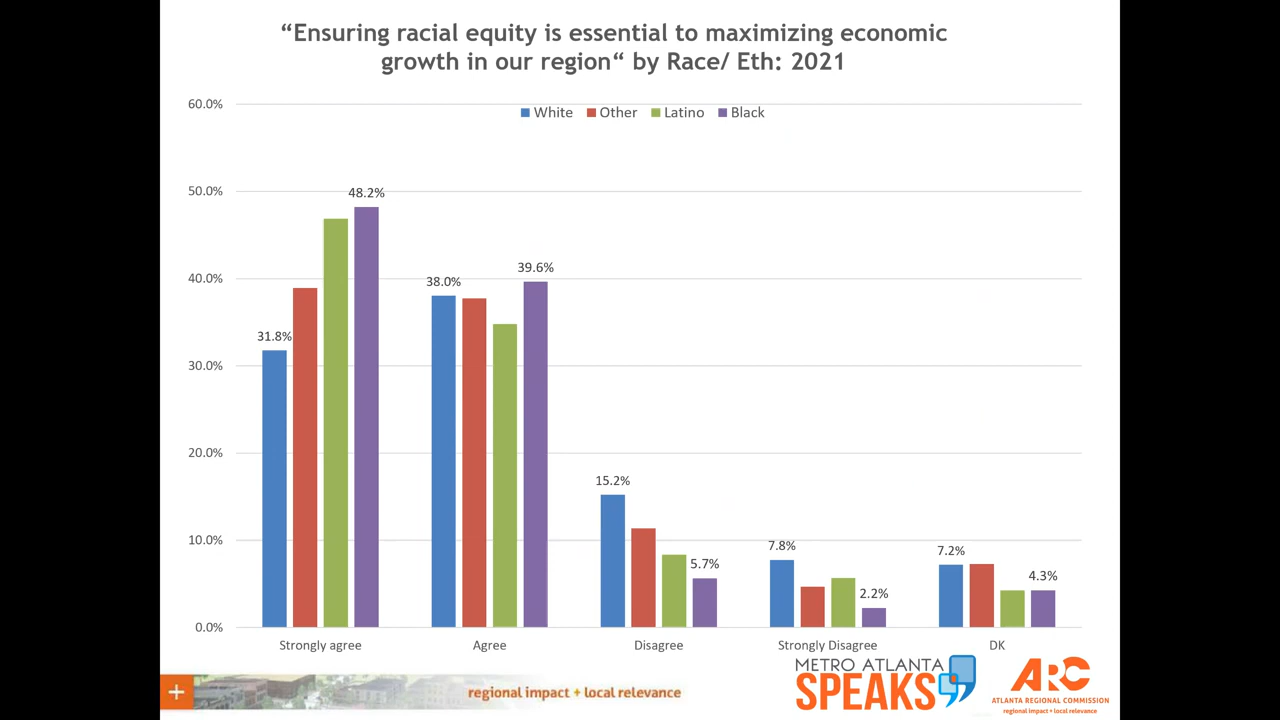 “Ensuring racial equity is essential to maximizing economic
growth in our region“ by Race/ Eth: 2021
60.0%
White Other Latino Black
50.0%
48.2%
40.0%
38.0%
39.6%
31.8%
30.0%
20.0%
15.2%
10.0%
5.7%
7.8%
2.2%
7.2%
4.3%
0.0%
Strongly agree Agree Disagree Strongly Disagree DK
+
regional impact + local relevance
METRO ATLANTA
SPEAKS
ARC
ATLANTA REGIONAL COMMISSION
regional impact + local relevance